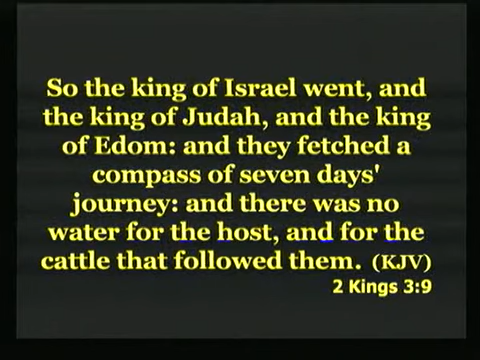 So the king of Israel went, and
the king of Judah, and the king
of Edom: and they fetched a
compass of seven days'
journey: and there was no
water for the host, and for the
cattle that followed them. (KJV)
2 Kings 3:9